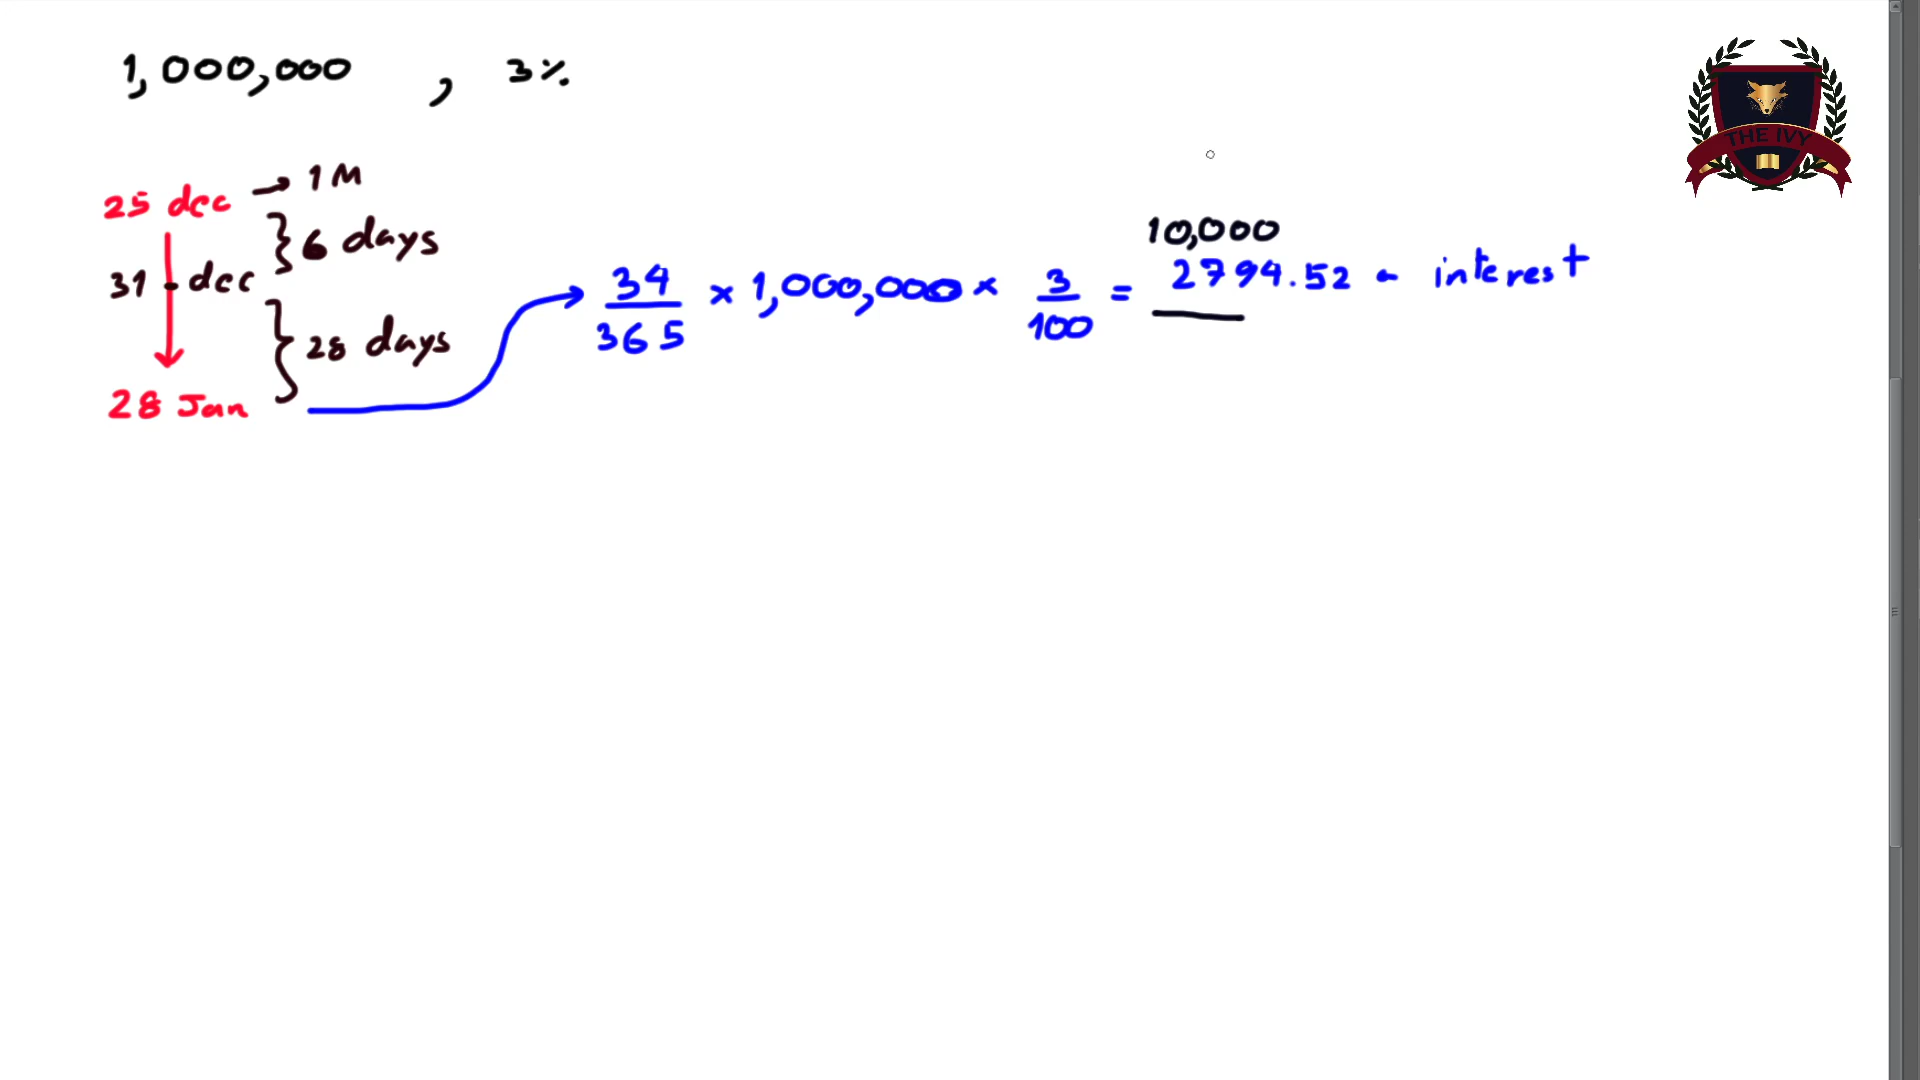 1,000,000 , 3%
THE IVY
25 dec → 1M
6 days
31 - dec
28 days
28 Jan
10,000
34/365 × 1,000,000 × 3/100 = 2794.52 - interest